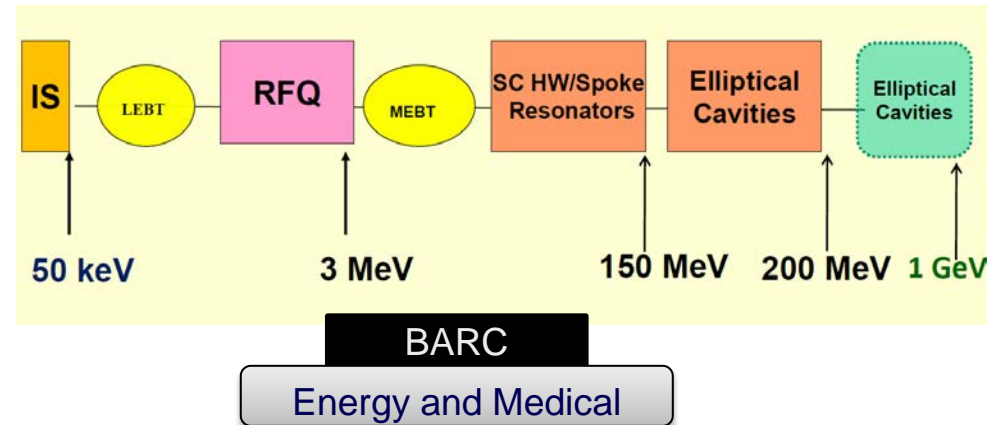 IS
LEBT
RFQ
MEBT
SC HW/Spoke
Resonators
Elliptical
Cavities
Elliptical
Cavities
50 keV
3 MeV
150 MeV
200 MeV
1 GeV
BARC
Energy and Medical